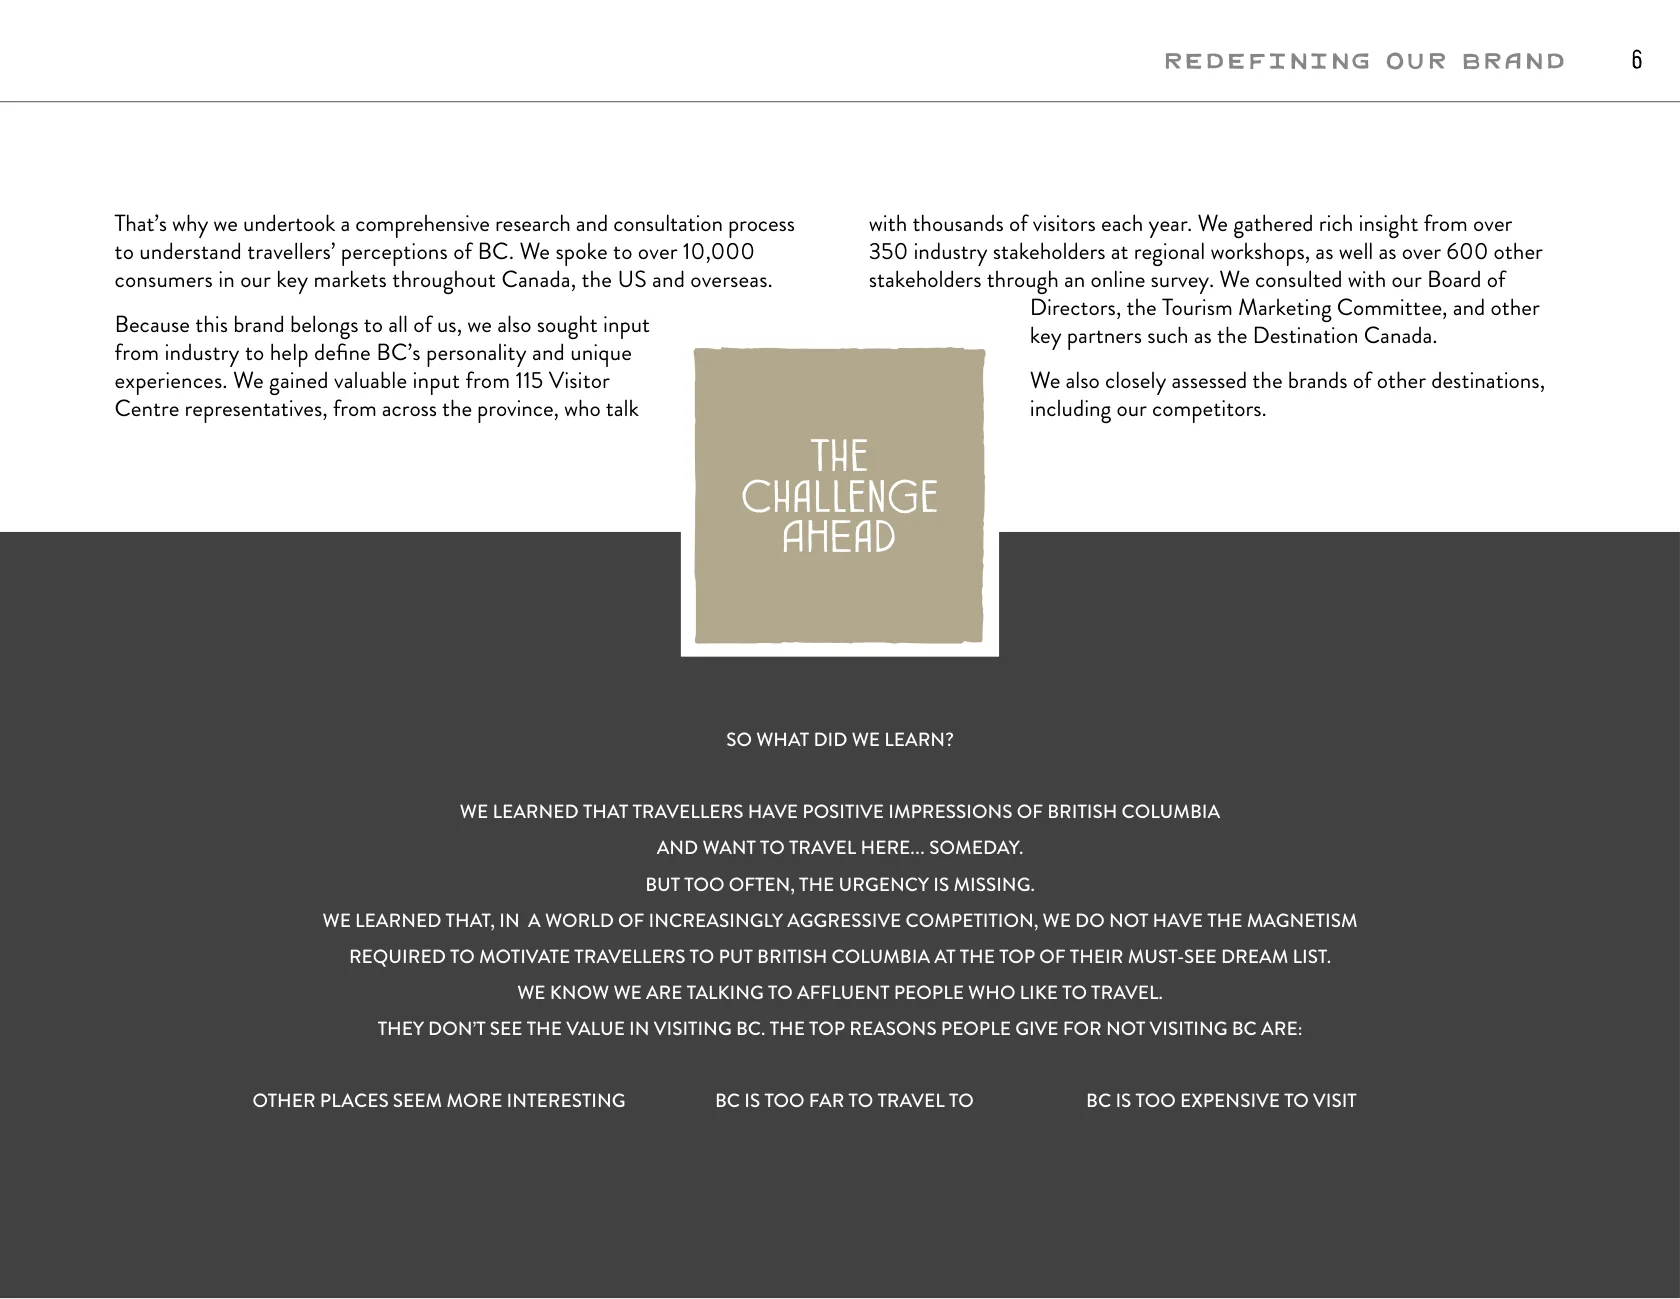 REDEFINING OUR BRAND 6
That’s why we undertook a comprehensive research and consultation process
to understand travellers’ perceptions of BC. We spoke to over 10,000
consumers in our key markets throughout Canada, the US and overseas.
Because this brand belongs to all of us, we also sought input
from industry to help define BC’s personality and unique
experiences. We gained valuable input from 115 Visitor
Centre representatives, from across the province, who talk
with thousands of visitors each year. We gathered rich insight from over
350 industry stakeholders at regional workshops, as well as over 600 other
stakeholders through an online survey. We consulted with our Board of
Directors, the Tourism Marketing Committee, and other
key partners such as the Destination Canada.
We also closely assessed the brands of other destinations,
including our competitors.
THE
CHALLENGE
AHEAD
SO WHAT DID WE LEARN?
WE LEARNED THAT TRAVELLERS HAVE POSITIVE IMPRESSIONS OF BRITISH COLUMBIA
AND WANT TO TRAVEL HERE... SOMEDAY.
BUT TOO OFTEN, THE URGENCY IS MISSING.
WE LEARNED THAT, IN A WORLD OF INCREASINGLY AGGRESSIVE COMPETITION, WE DO NOT HAVE THE MAGNETISM
REQUIRED TO MOTIVATE TRAVELLERS TO PUT BRITISH COLUMBIA AT THE TOP OF THEIR MUST-SEE DREAM LIST.
WE KNOW WE ARE TALKING TO AFFLUENT PEOPLE WHO LIKE TO TRAVEL.
THEY DON’T SEE THE VALUE IN VISITING BC. THE TOP REASONS PEOPLE GIVE FOR NOT VISITING BC ARE:
OTHER PLACES SEEM MORE INTERESTING BC IS TOO FAR TO TRAVEL TO BC IS TOO EXPENSIVE TO VISIT